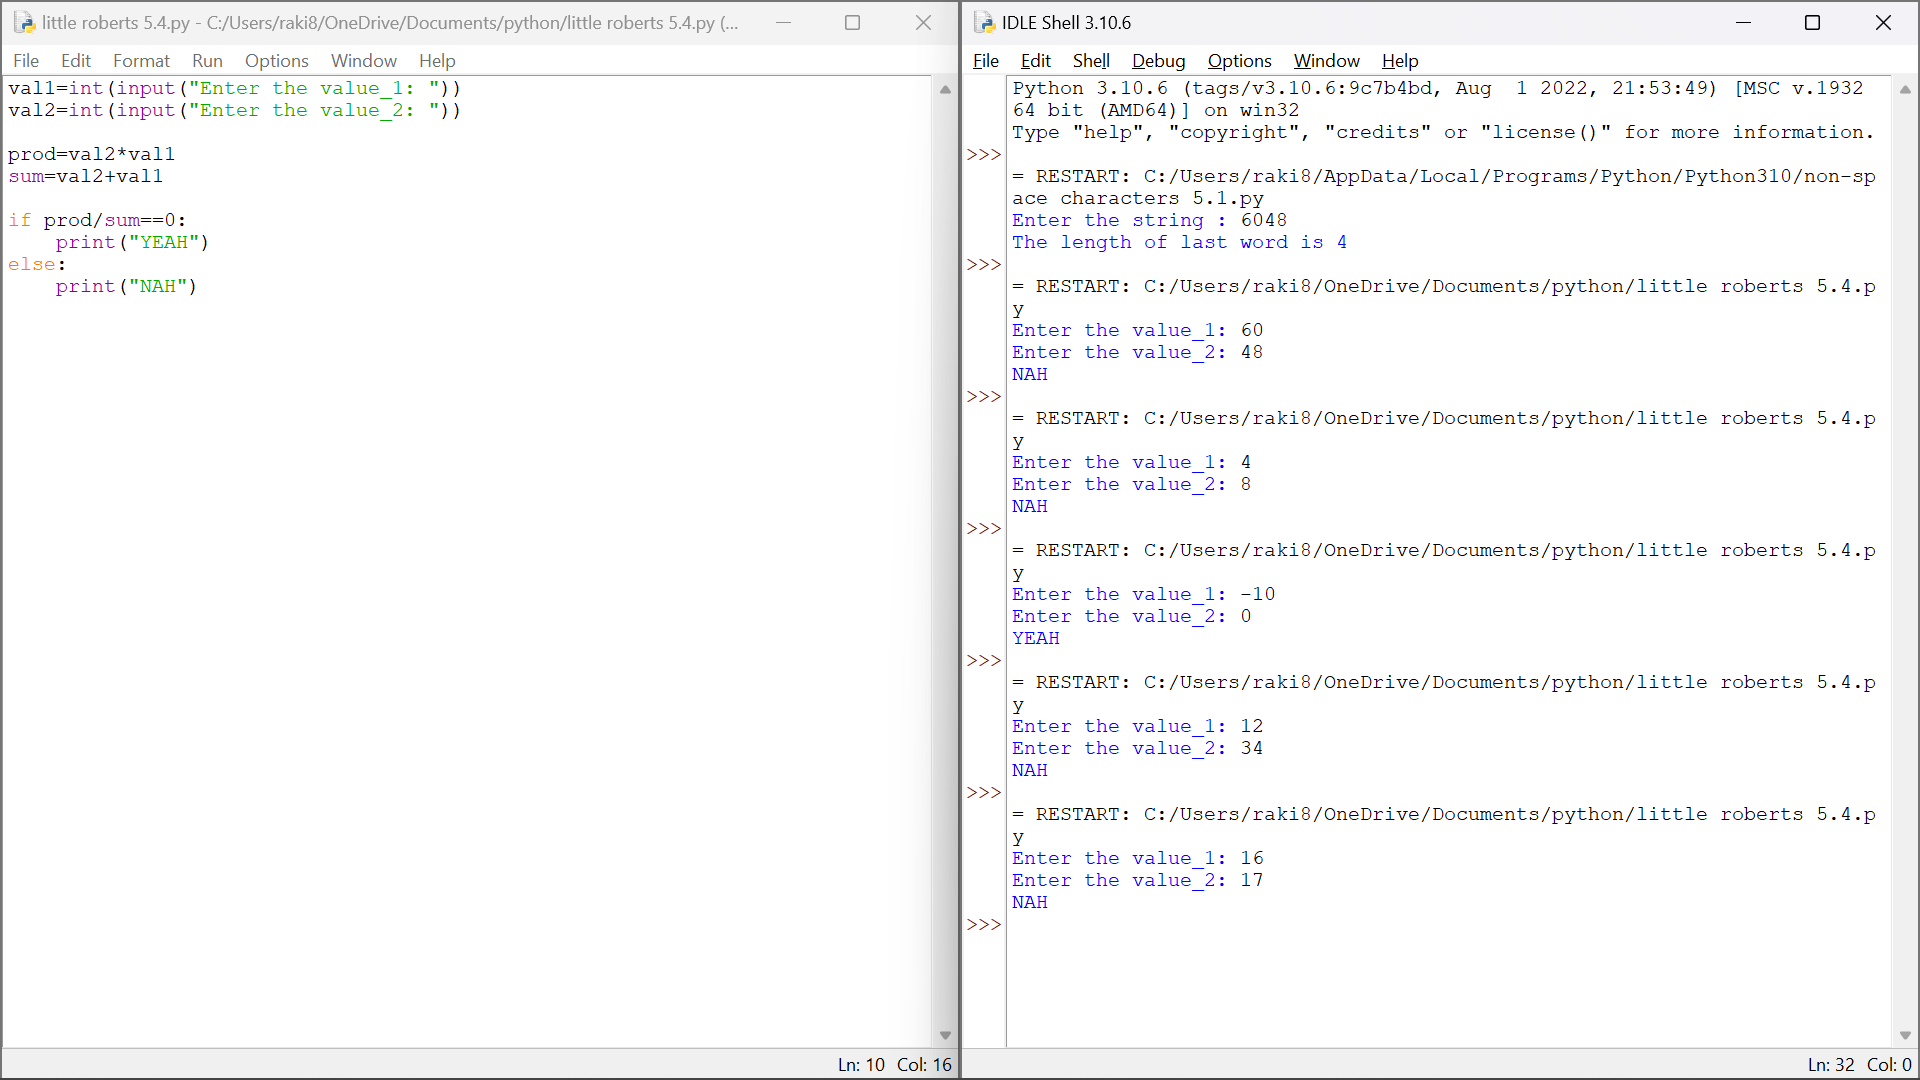 little roberts 5.4.py - C:/Users/raki8/OneDrive/Documents/python/little roberts 5.4.py (...
File Edit Format Run Options Window Help
val1=int(input("Enter the value_1: "))
val2=int(input("Enter the value_2: "))
prod=val2*val1
sum=val2+val1
if prod/sum==0:
    print("YEAH")
else:
    print("NAH")
Ln: 10 Col: 16
IDLE Shell 3.10.6
File Edit Shell Debug Options Window Help
Python 3.10.6 (tags/v3.10.6:9c7b4bd, Aug  1 2022, 21:53:49) [MSC v.1932
64 bit (AMD64)] on win32
Type "help", "copyright", "credits" or "license()" for more information.
>>>
= RESTART: C:/Users/raki8/AppData/Local/Programs/Python/Python310/non-sp
ace characters 5.1.py
Enter the string : 6048
The length of last word is 4
>>>
= RESTART: C:/Users/raki8/OneDrive/Documents/python/little roberts 5.4.p
y
Enter the value_1: 60
Enter the value_2: 48
NAH
>>>
= RESTART: C:/Users/raki8/OneDrive/Documents/python/little roberts 5.4.p
y
Enter the value_1: 4
Enter the value_2: 8
NAH
>>>
= RESTART: C:/Users/raki8/OneDrive/Documents/python/little roberts 5.4.p
y
Enter the value_1: -10
Enter the value_2: 0
YEAH
>>>
= RESTART: C:/Users/raki8/OneDrive/Documents/python/little roberts 5.4.p
y
Enter the value_1: 12
Enter the value_2: 34
NAH
>>>
= RESTART: C:/Users/raki8/OneDrive/Documents/python/little roberts 5.4.p
y
Enter the value_1: 16
Enter the value_2: 17
NAH
>>>
Ln: 32 Col: 0